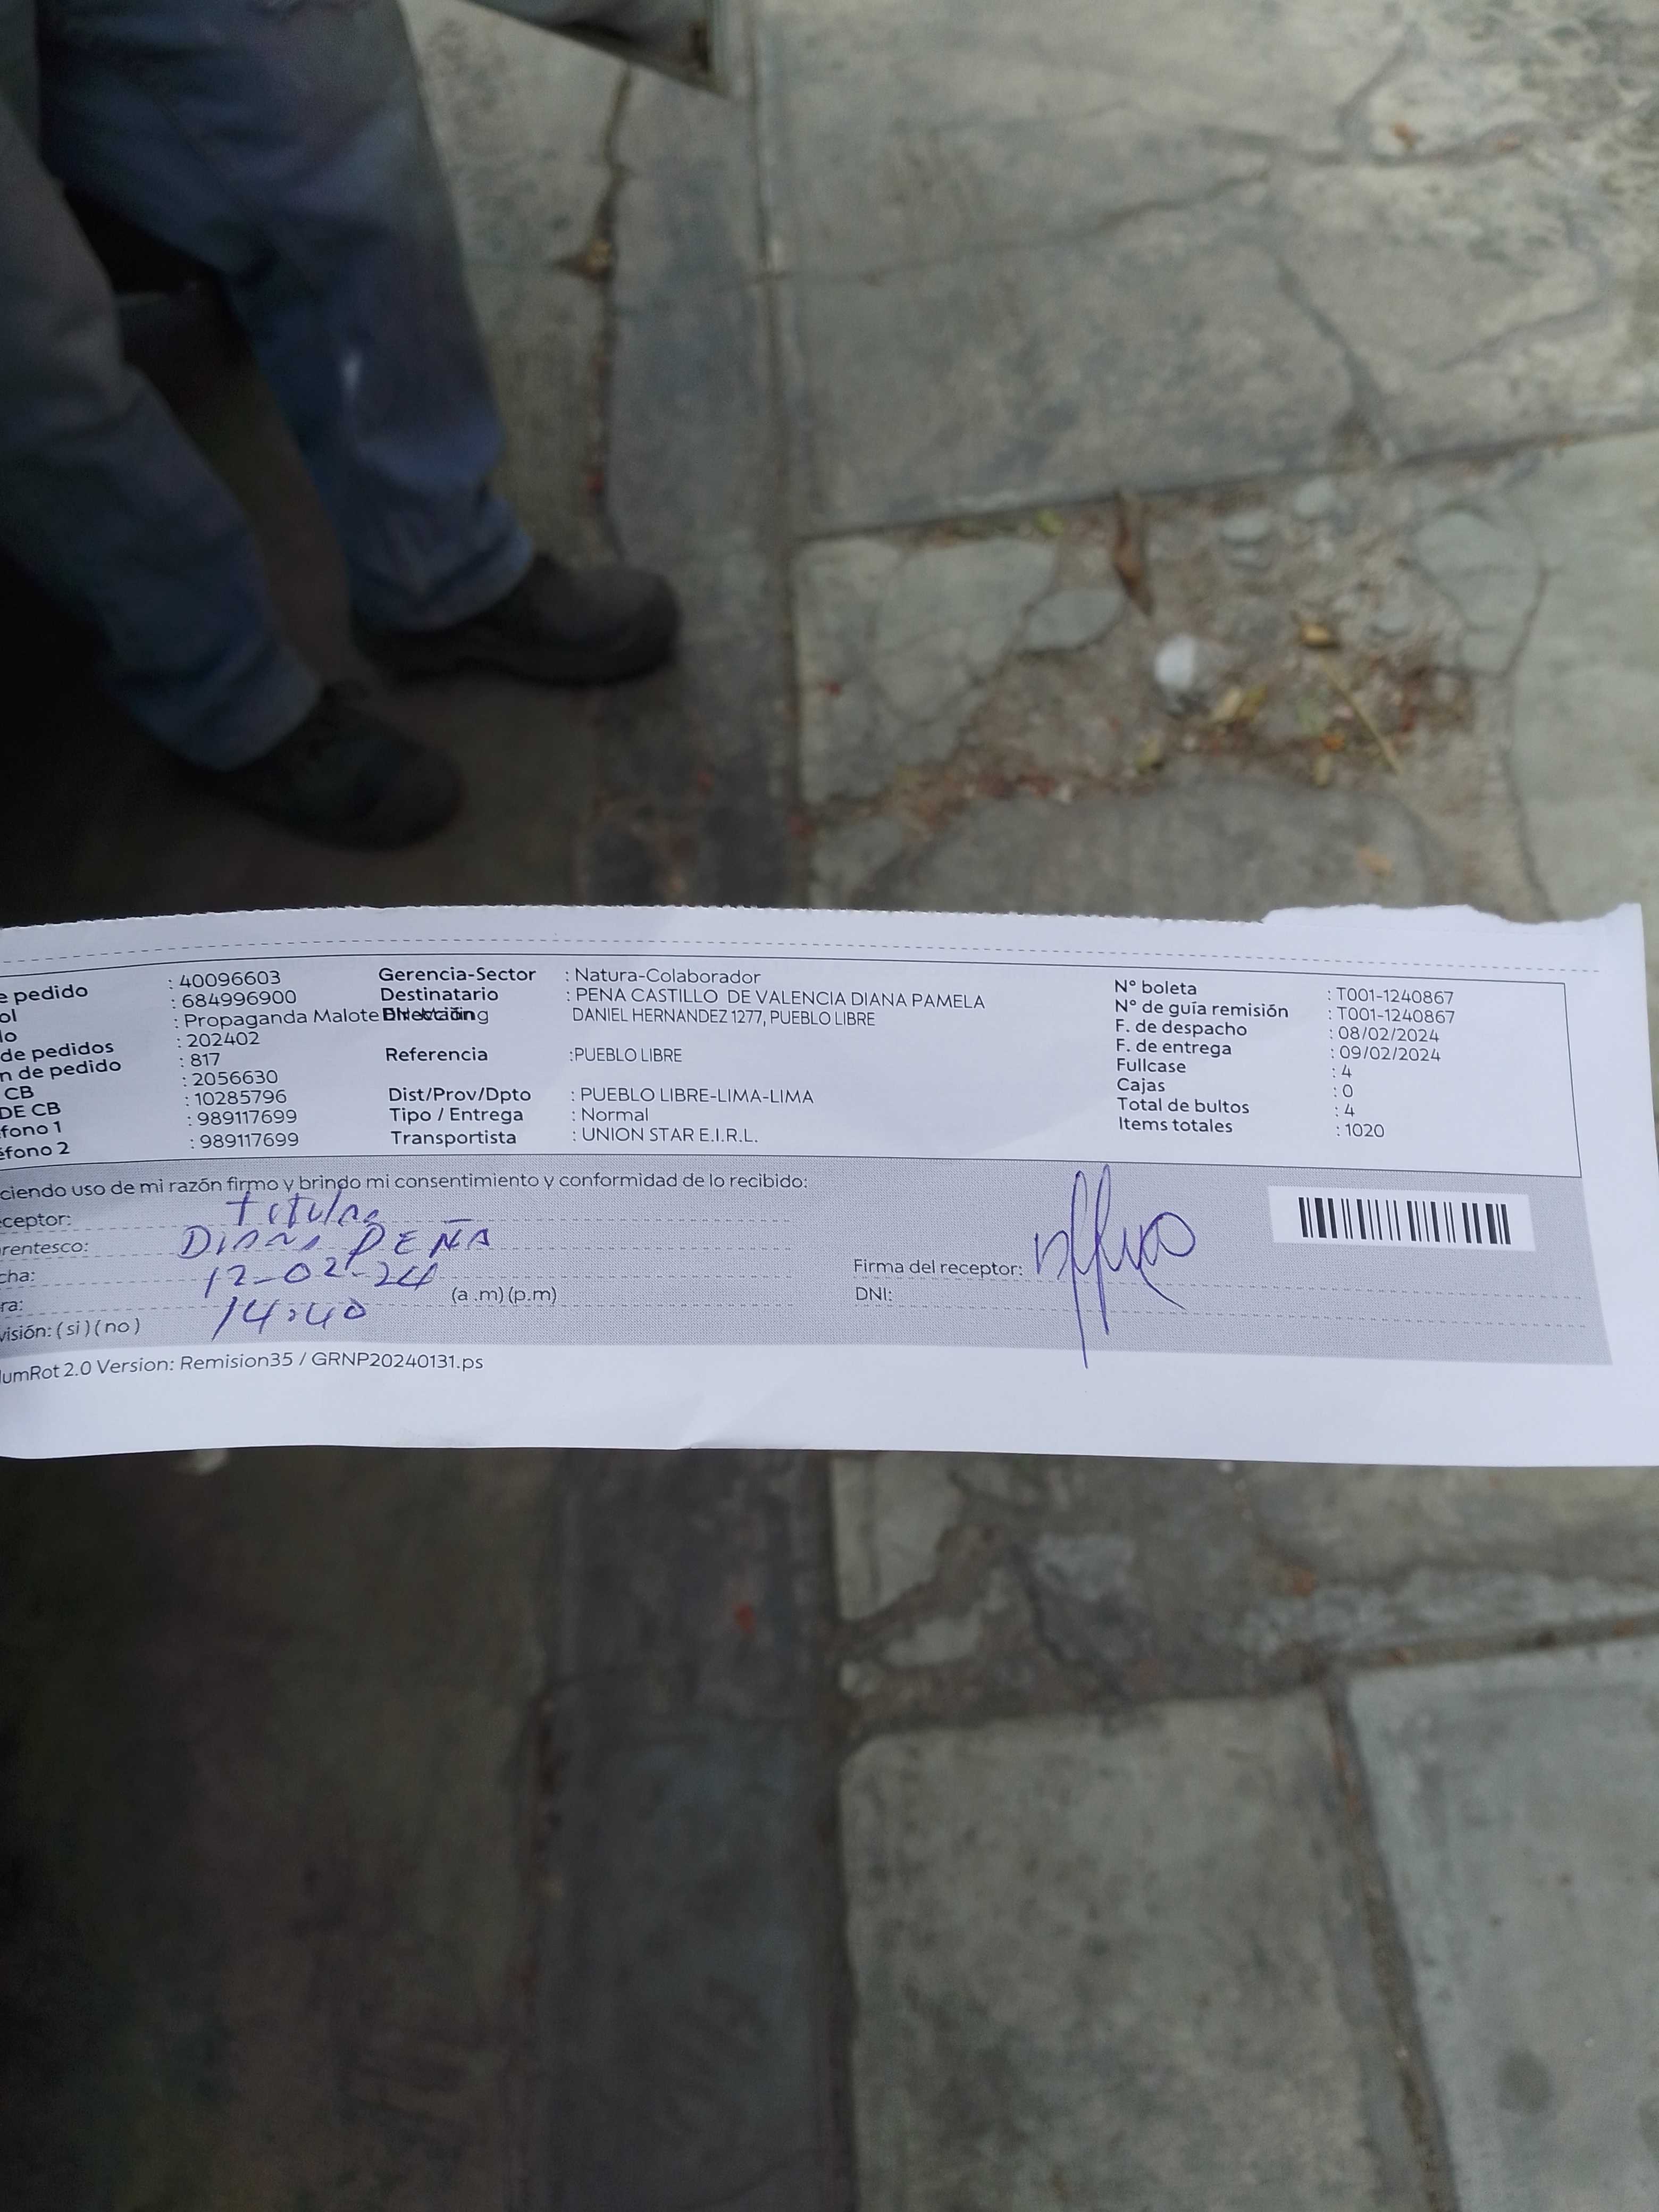 e pedido : 40096603 Gerencia-Sector : Natura-Colaborador N° boleta : T001-1240867
ol : 684996900 Destinatario : PENA CASTILLO DE VALENCIA DIANA PAMELA N° de guía remisión : T001-1240867
lo : Propaganda Malote Dirección DANIEL HERNANDEZ 1277, PUEBLO LIBRE F. de despacho : 08/02/2024
de pedidos : 202402 F. de entrega : 09/02/2024
n de pedido : 817 Referencia :PUEBLO LIBRE Fullcase : 4
CB : 2056630 Cajas : 0
DE CB : 10285796 Dist/Prov/Dpto : PUEBLO LIBRE-LIMA-LIMA Total de bultos : 4
fono 1 : 989117699 Tipo / Entrega : Normal Items totales : 1020
éfono 2 : 989117699 Transportista : UNION STAR E.I.R.L.
ciendo uso de mi razón firmo y brindo mi consentimiento y conformidad de lo recibido:
ceptor: titular
rentesco: DIANA PEÑA
cha: 12-02-24 Firma del receptor:
ra: 14:40 (a .m) (p.m) DNI:
visión: ( si ) ( no )
umRot 2.0 Version: Remision35 / GRNP20240131.ps